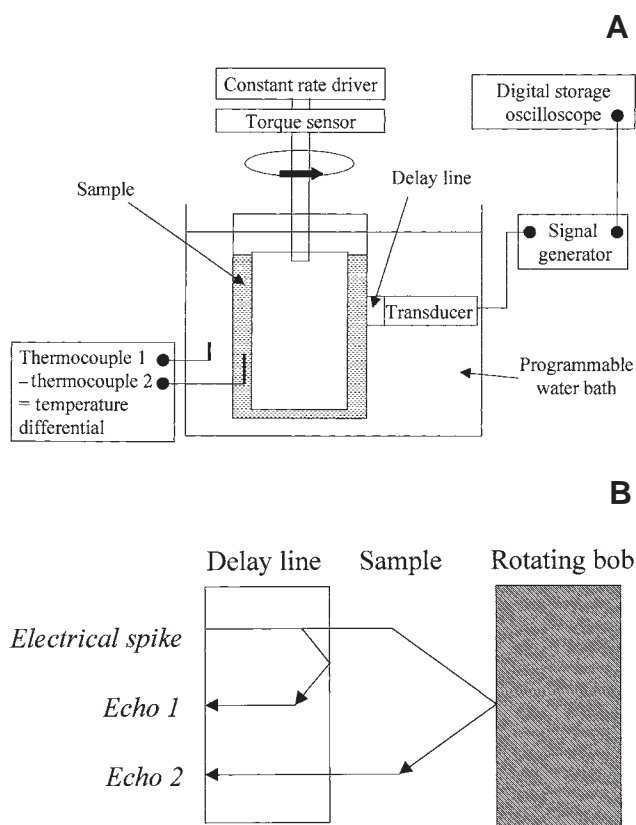 A
Constant rate driver
Torque sensor
Digital storage
oscilloscope
Sample
Delay line
Signal
generator
Transducer
Thermocouple 1
–thermocouple 2
= temperature
differential
Programmable
water bath
B
Delay line
Sample
Rotating bob
Electrical spike
Echo 1
Echo 2